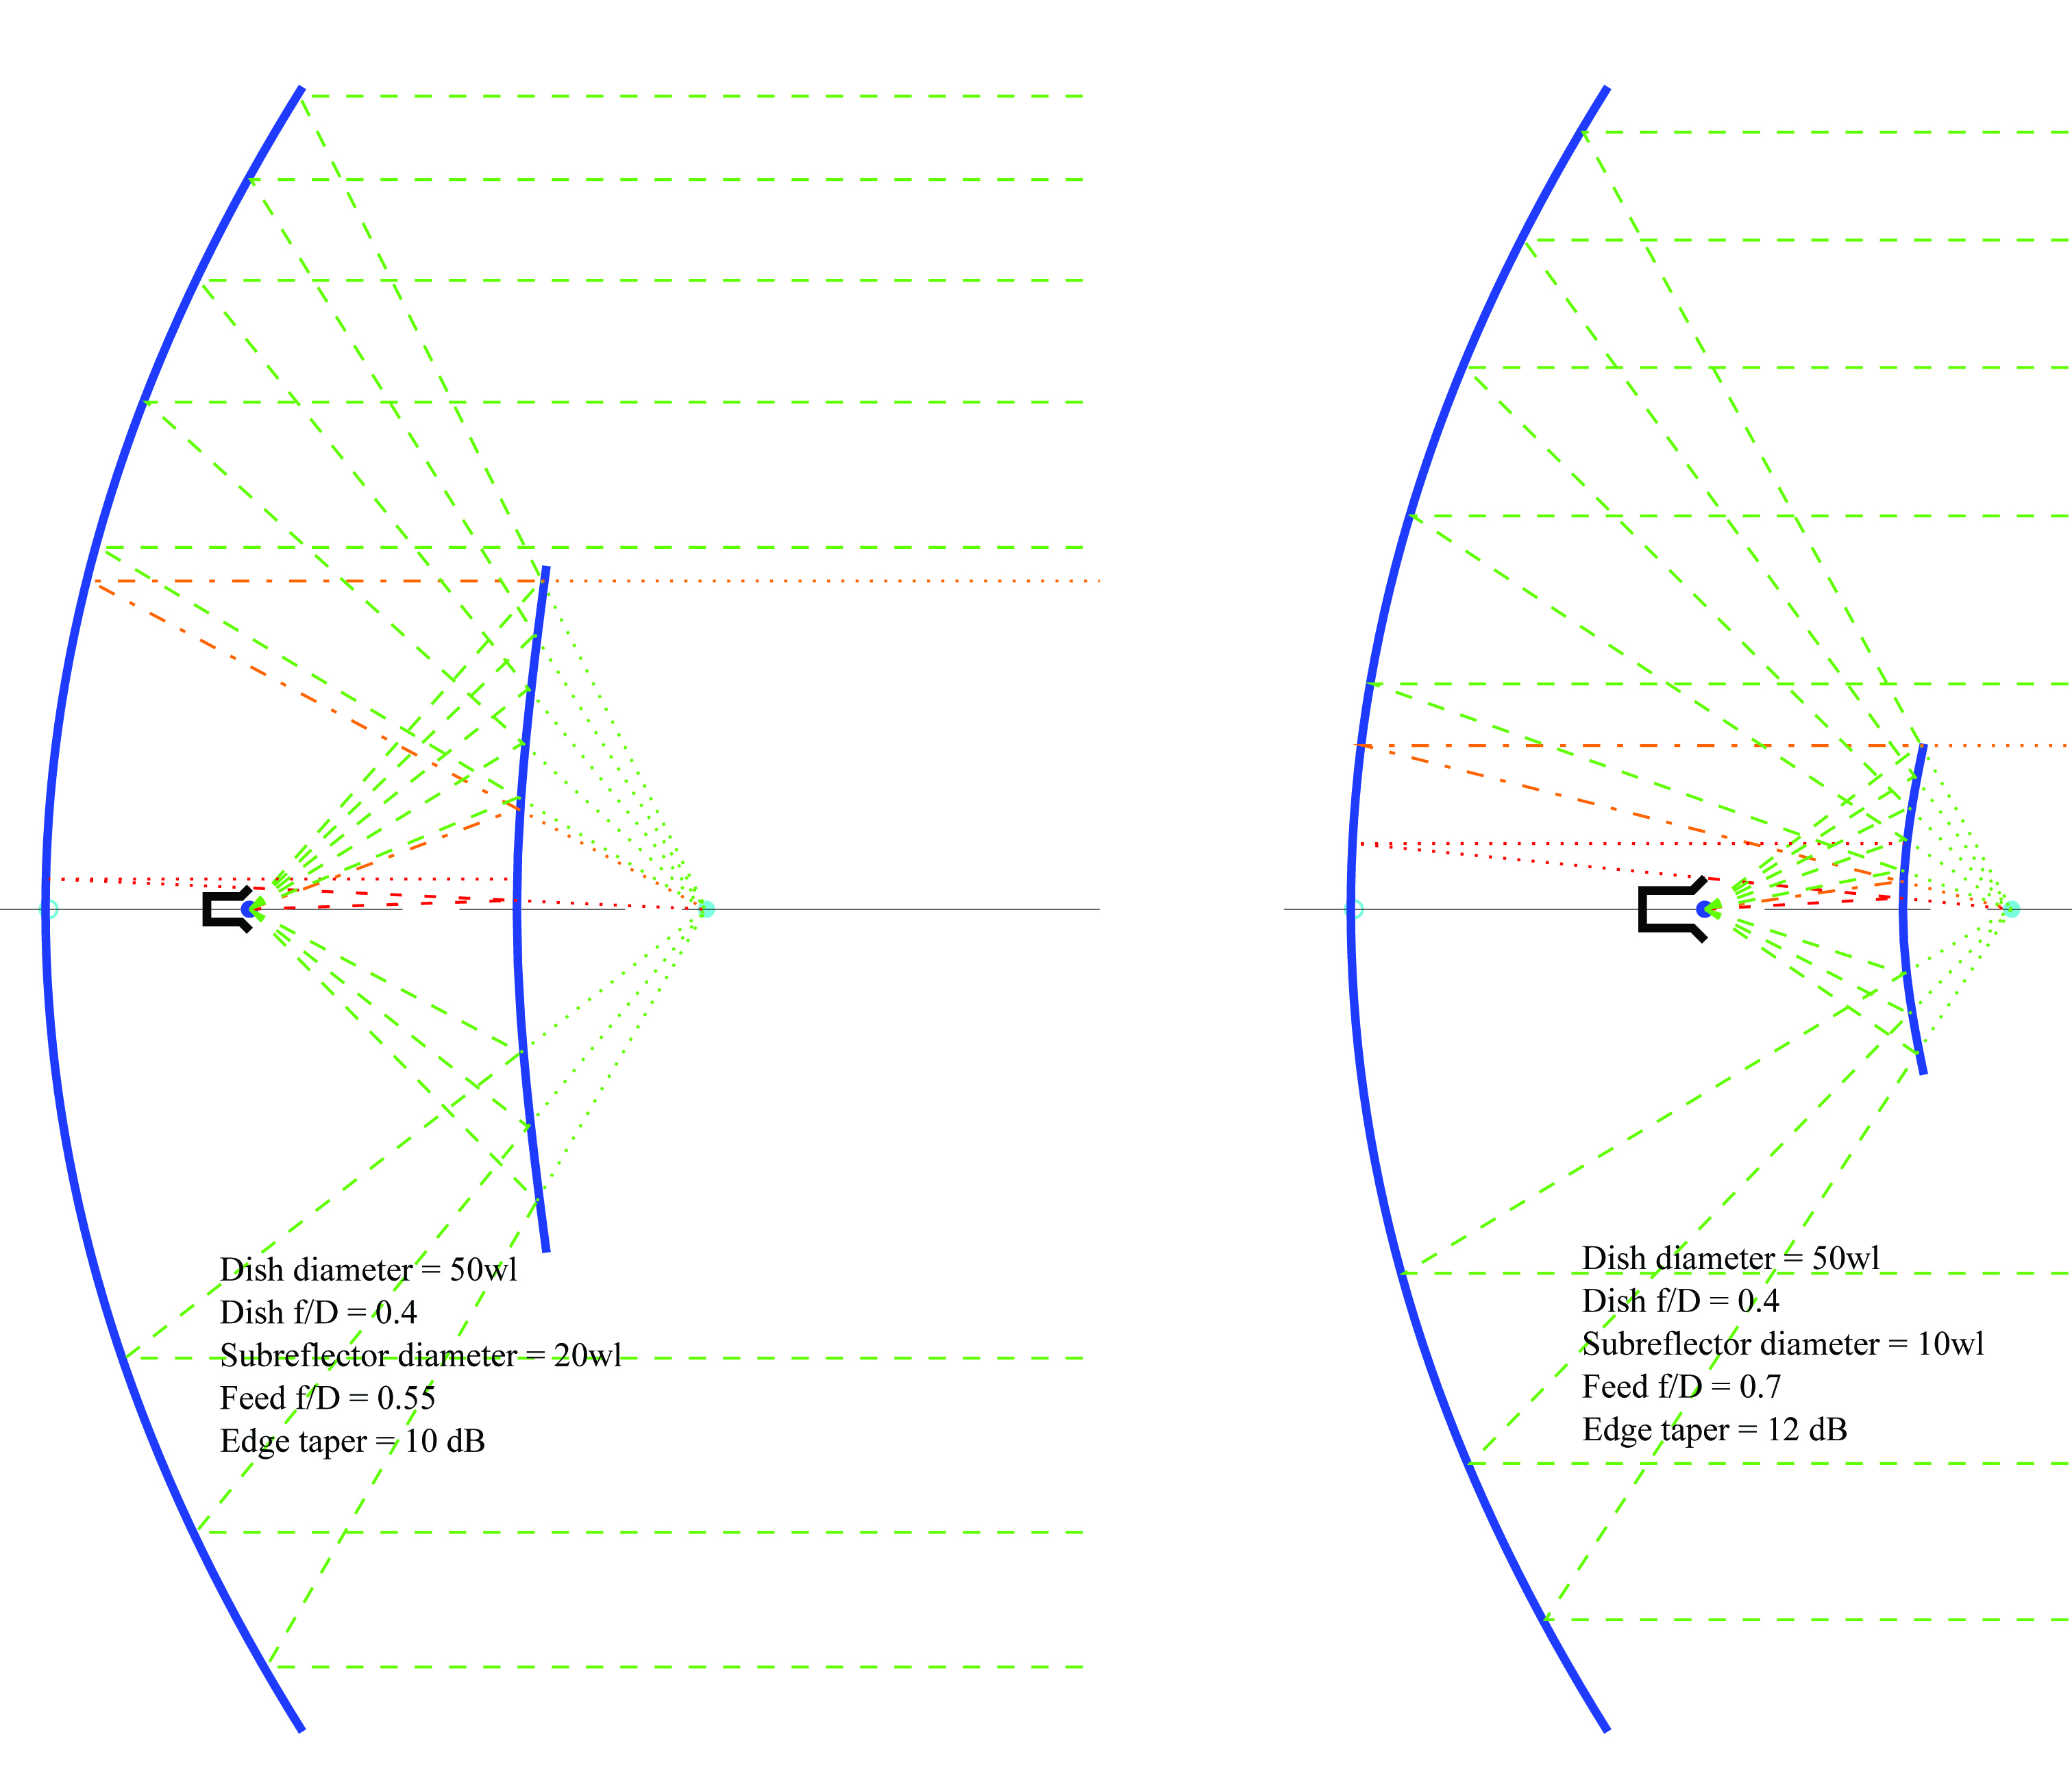 Dish diameter = 50wl
Dish f/D = 0.4
Subreflector diameter = 20wl
Feed f/D = 0.55
Edge taper = 10 dB
Dish diameter = 50wl
Dish f/D = 0.4
Subreflector diameter = 10wl
Feed f/D = 0.7
Edge taper = 12 dB